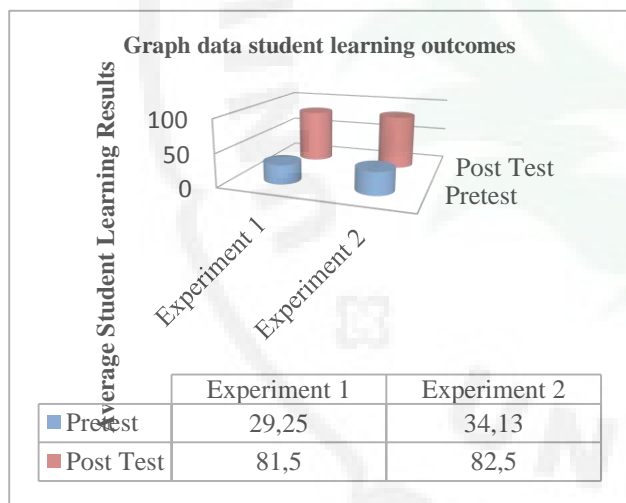 Graph data student learning outcomes
Average Student Learning Results
100
50
0
Post Test
Pretest
Experiment 1
Experiment 2
Experiment 1 Experiment 2
Pretest 29,25 34,13
Post Test 81,5 82,5